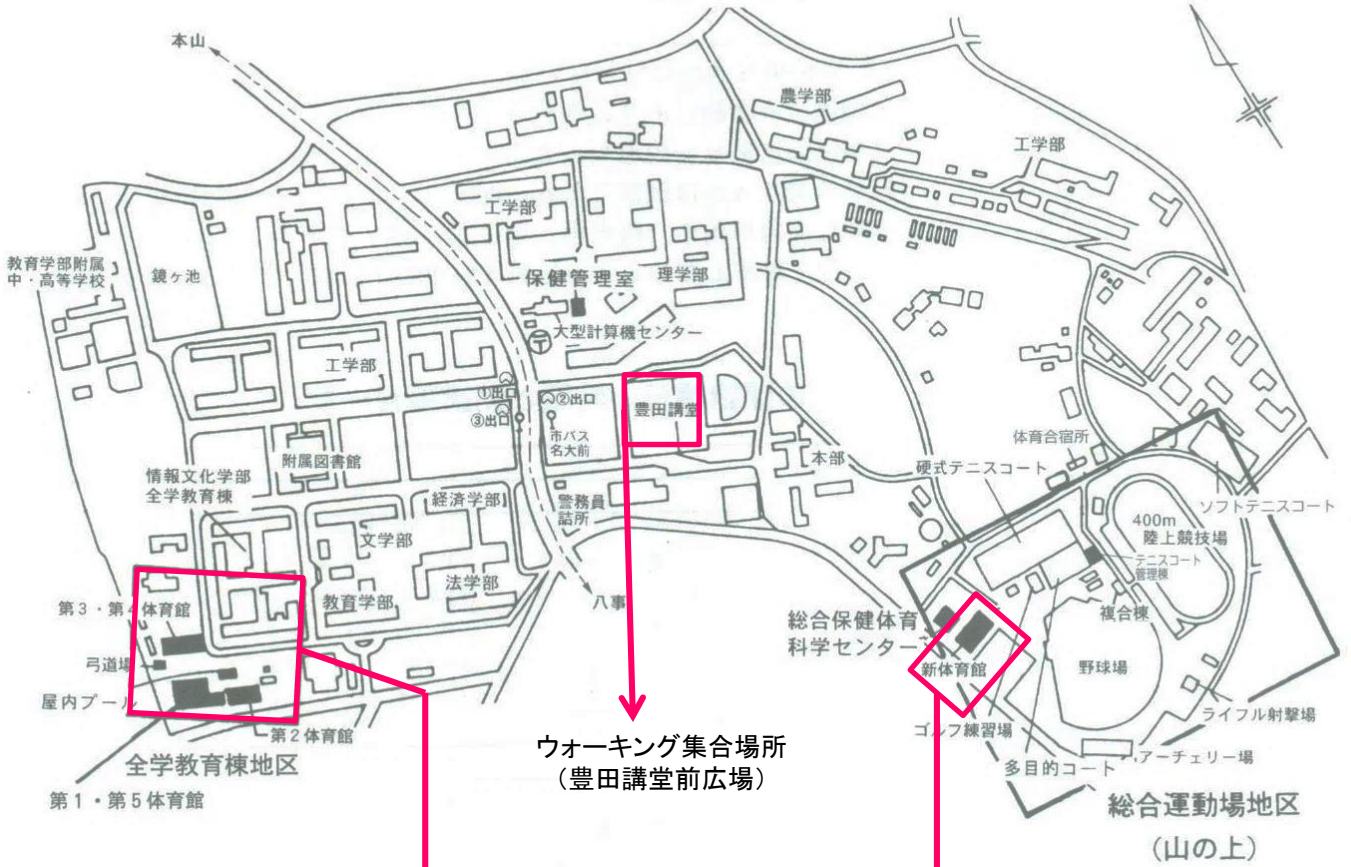 本山
農学部
工学部
工学部
教育学部附属
中・高等学校
鏡ヶ池
保健管理室
理学部
大型計算機センター
工学部
①出口
②出口
③出口
豊田講堂
市バス
名大前
附属図書館
情報文化学部
全学教育棟
経済学部
警務員
詰所
本部
体育合宿所
硬式テニスコート
ソフトテニスコート
400m
陸上競技場
テニスコート
管理棟
文学部
法学部
教育学部
八事
第3・第4体育館
複合棟
総合保健体育
科学センター
新体育館
野球場
弓道場
屋内プール
第2体育館
ライフル射撃場
ゴルフ練習場
アーチェリー場
多目的コート
全学教育棟地区
第1・第5体育館
ウォーキング集合場所
(豊田講堂前広場)
総合運動場地区
(山の上)